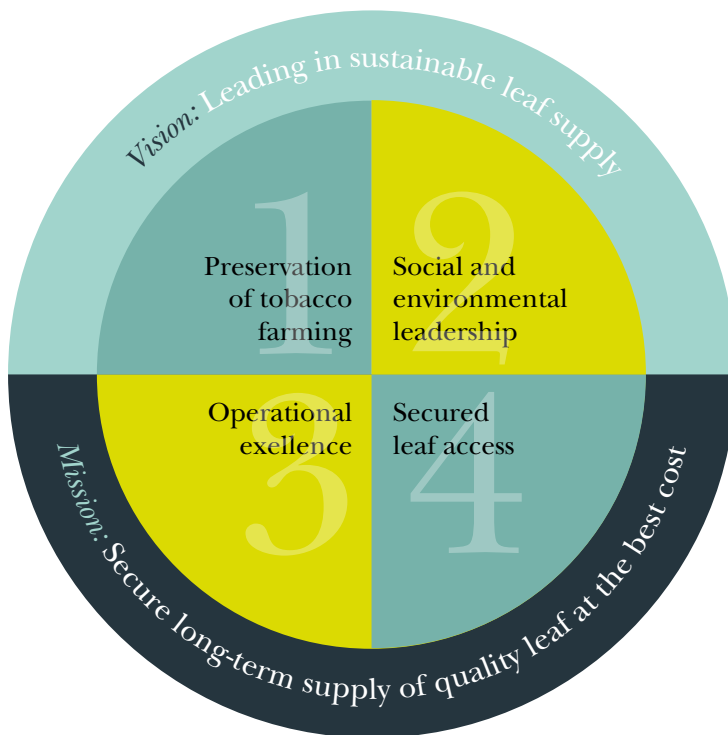 Vision: Leading in sustainable leaf supply
1
Preservation
of tobacco
farming
2
Social and
environmental
leadership
3
Operational
exellence
4
Secured
leaf access
Mission: Secure long-term supply of quality leaf at the best cost